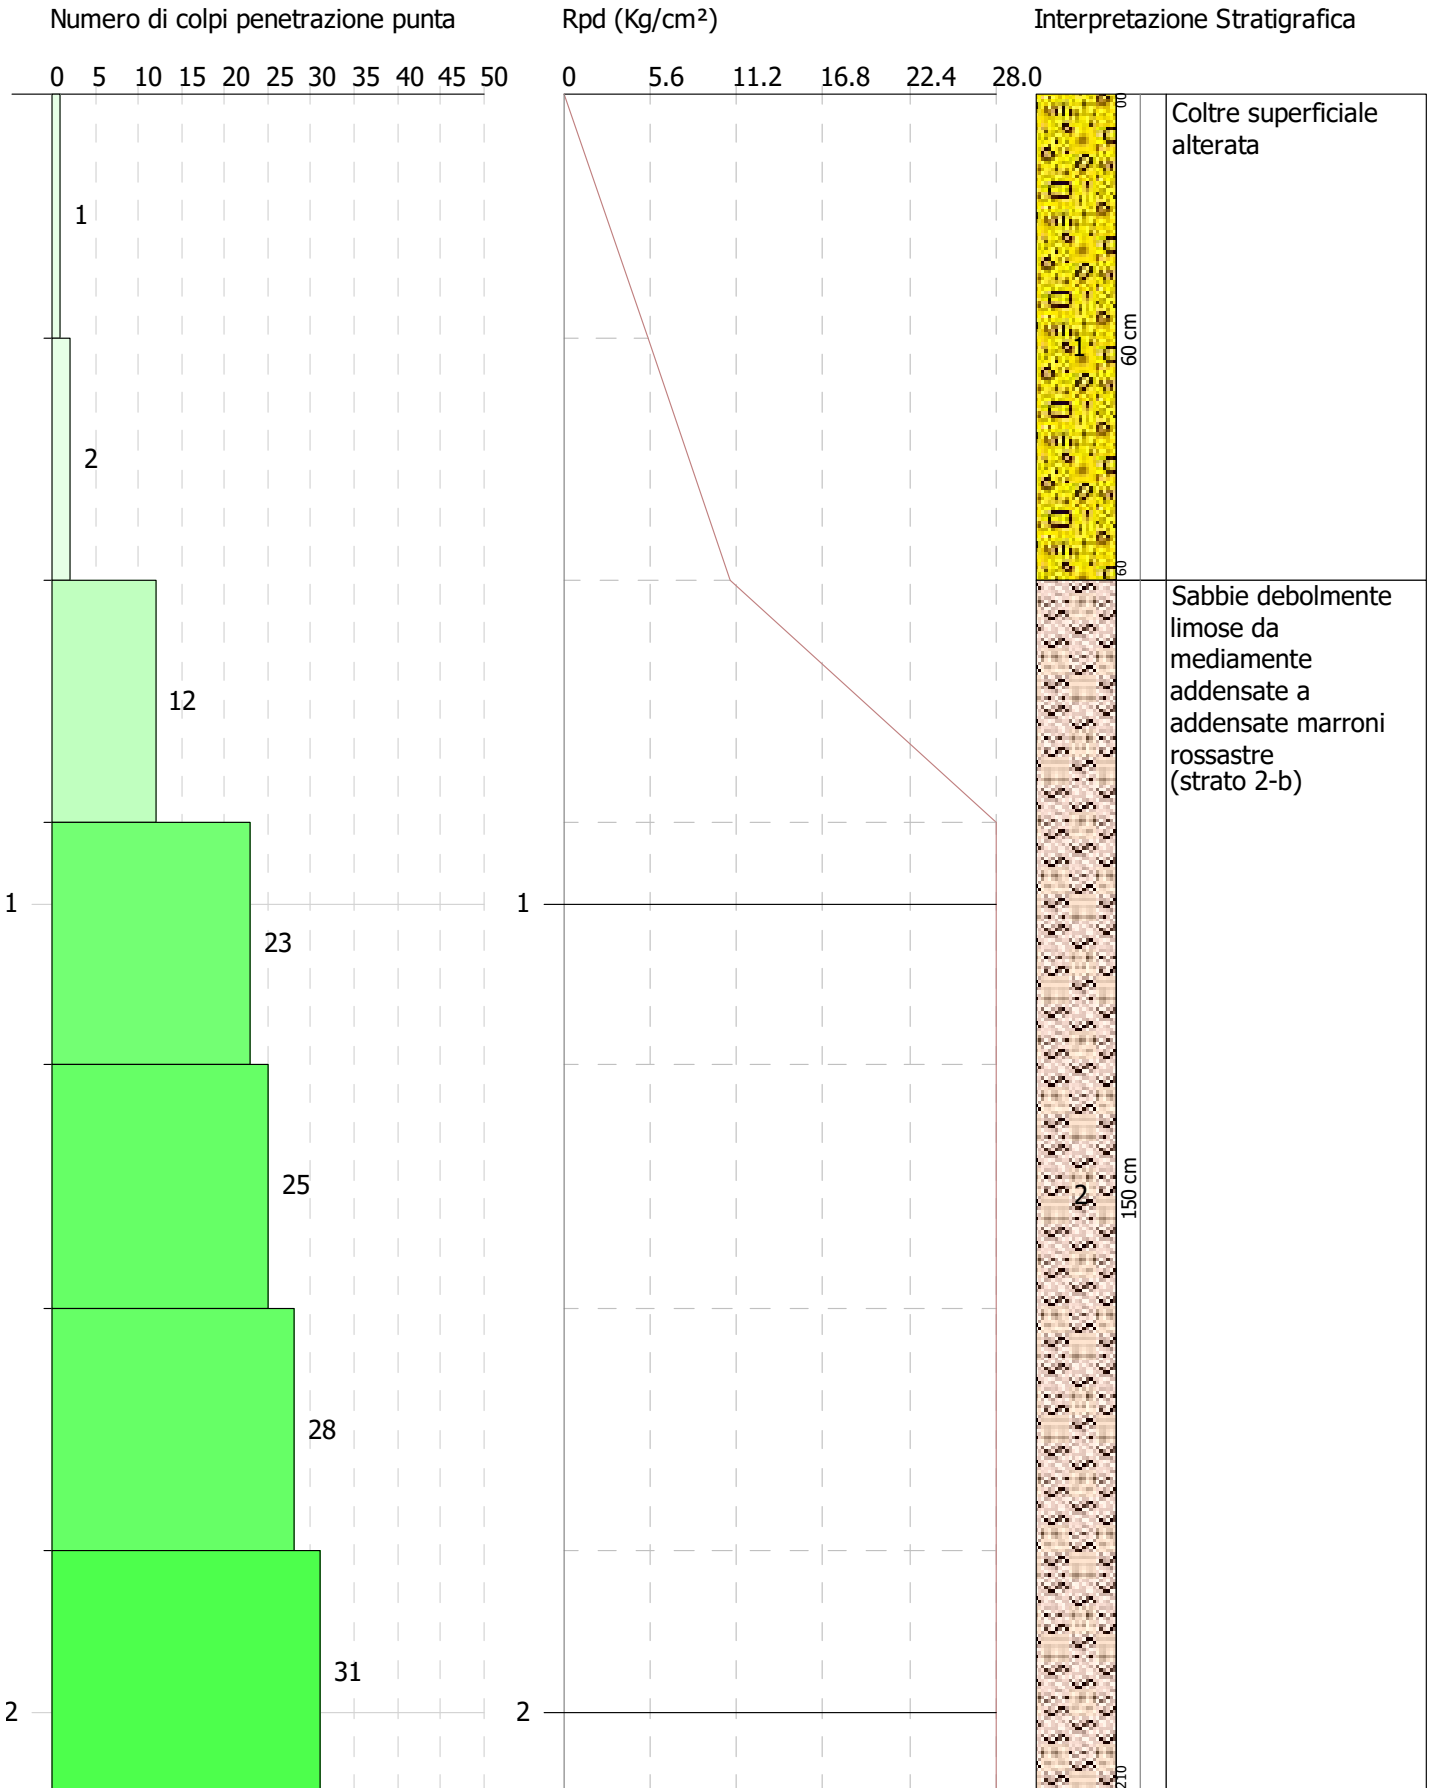 Numero di colpi penetrazione punta
0 5 10 15 20 25 30 35 40 45 50
1
2
12
23
25
28
31
1
2
Rpd (Kg/cm²)
0 5.6 11.2 16.8 22.4 28.0
1
2
Interpretazione Stratigrafica
00
1
60 cm
60
2
150 cm
210
Coltre superficiale
alterata
Sabbie debolmente
limose da
mediamente
addensate a
addensate marroni
rossastre
(strato 2-b)